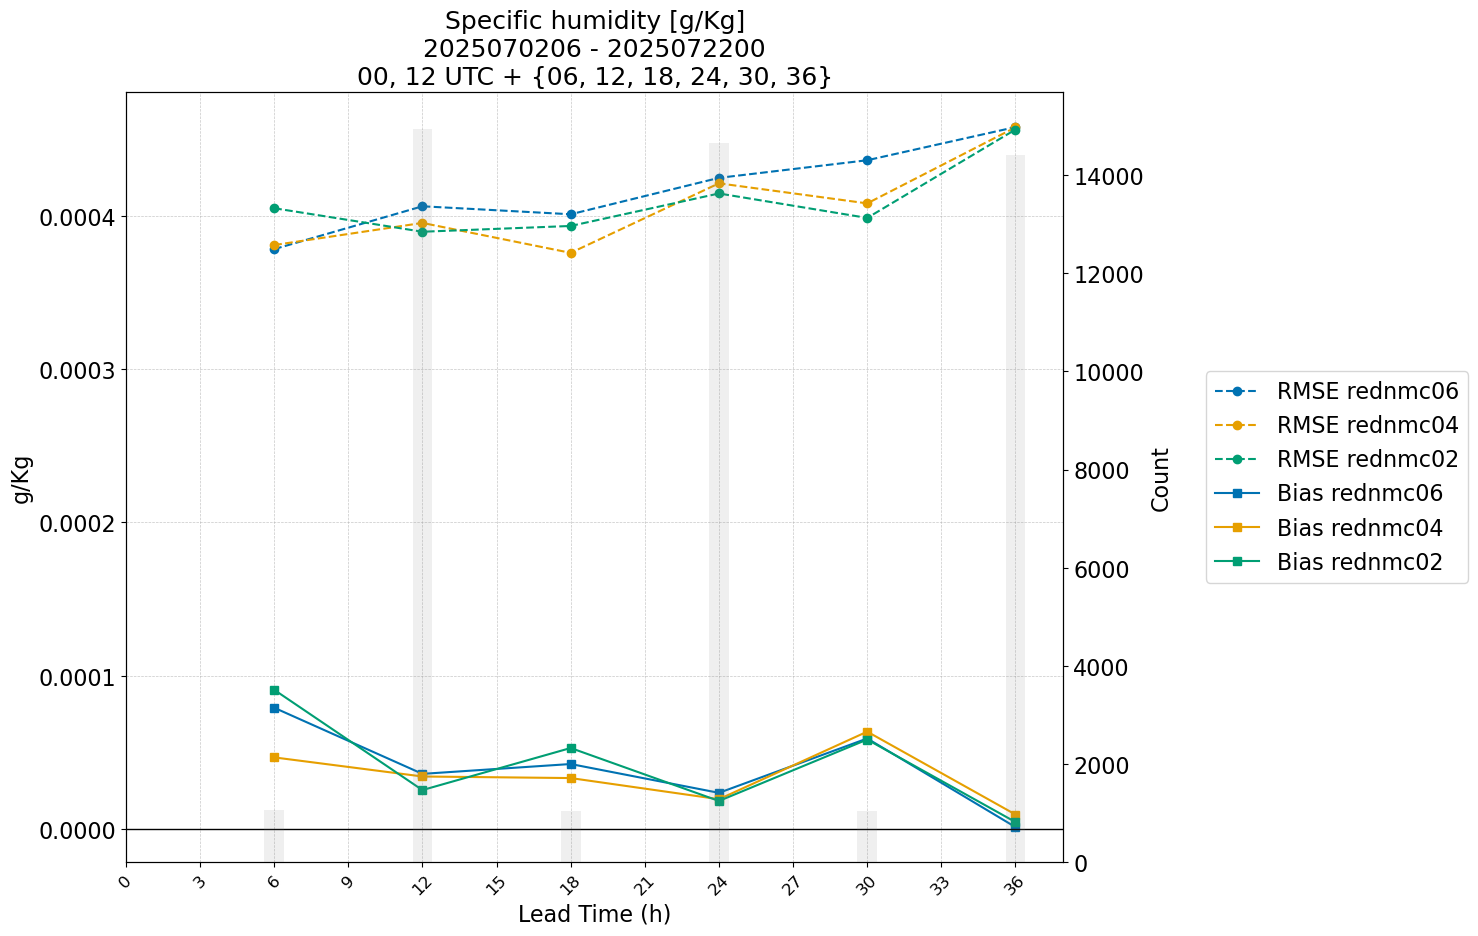 Specific humidity [g/Kg]
2025070206 - 2025072200
00, 12 UTC + {06, 12, 18, 24, 30, 36}
g/Kg
0.0004
0.0003
0.0002
0.0001
0.0000
14000
12000
10000
8000
6000
4000
2000
0
Count
0 3 6 9 12 15 18 21 24 27 30 33 36
Lead Time (h)
RMSE rednmc06
RMSE rednmc04
RMSE rednmc02
Bias rednmc06
Bias rednmc04
Bias rednmc02